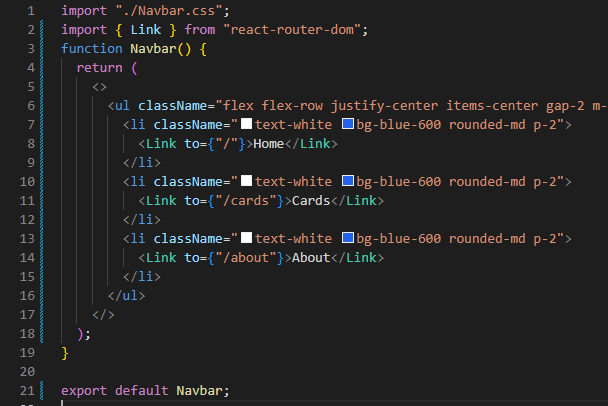 1 import "./Navbar.css";
2 import { Link } from "react-router-dom";
3 function Navbar() {
4 return (
5 <>
6 <ul className="flex flex-row justify-center items-center gap-2 m-
7 <li className="text-white bg-blue-600 rounded-md p-2">
8 <Link to={"/"}>Home</Link>
9 </li>
10 <li className="text-white bg-blue-600 rounded-md p-2">
11 <Link to={"/cards"}>Cards</Link>
12 </li>
13 <li className="text-white bg-blue-600 rounded-md p-2">
14 <Link to={"/about"}>About</Link>
15 </li>
16 </ul>
17 </>
18 );
19 }
20
21 export default Navbar;